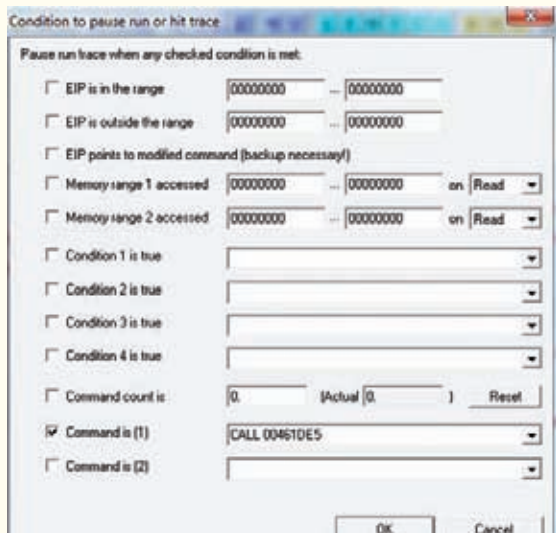 Condition to pause run or hit trace
Pause run trace when any checked condition is met:
EIP is in the range 00000000 ... 00000000
EIP is outside the range 00000000 ... 00000000
EIP points to modified command (backup necessary!)
Memory range 1 accessed 00000000 ... 00000000 on Read
Memory range 2 accessed 00000000 ... 00000000 on Read
Condition 1 is true
Condition 2 is true
Condition 3 is true
Condition 4 is true
Command count is 0. (Actual 0. ) Reset
Command is (1) CALL 00461DE5
Command is (2)
OK Cancel